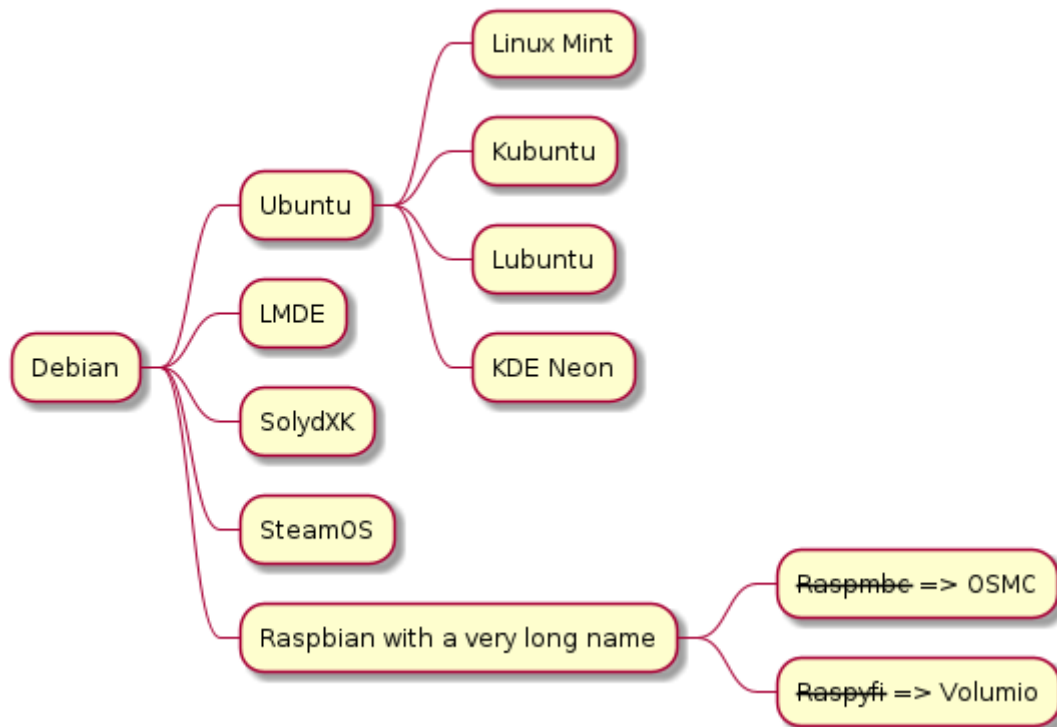 Debian
Ubuntu
Linux Mint
Kubuntu
Lubuntu
KDE Neon
LMDE
SolydXK
SteamOS
Raspbian with a very long name
Raspmbc => OSMC
Raspyfi => Volumio